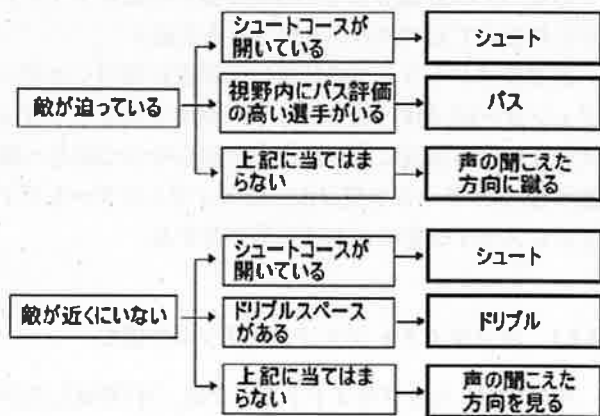 シュートコースが
開いている
シュート
敵が迫っている
視野内にパス評価
の高い選手がいる
パス
上記に当てはま
らない
声の聞こえた
方向に蹴る
シュートコースが
開いている
シュート
敵が近くにいない
ドリブルスペース
がある
ドリブル
上記に当てはま
らない
声の聞こえた
方向を見る